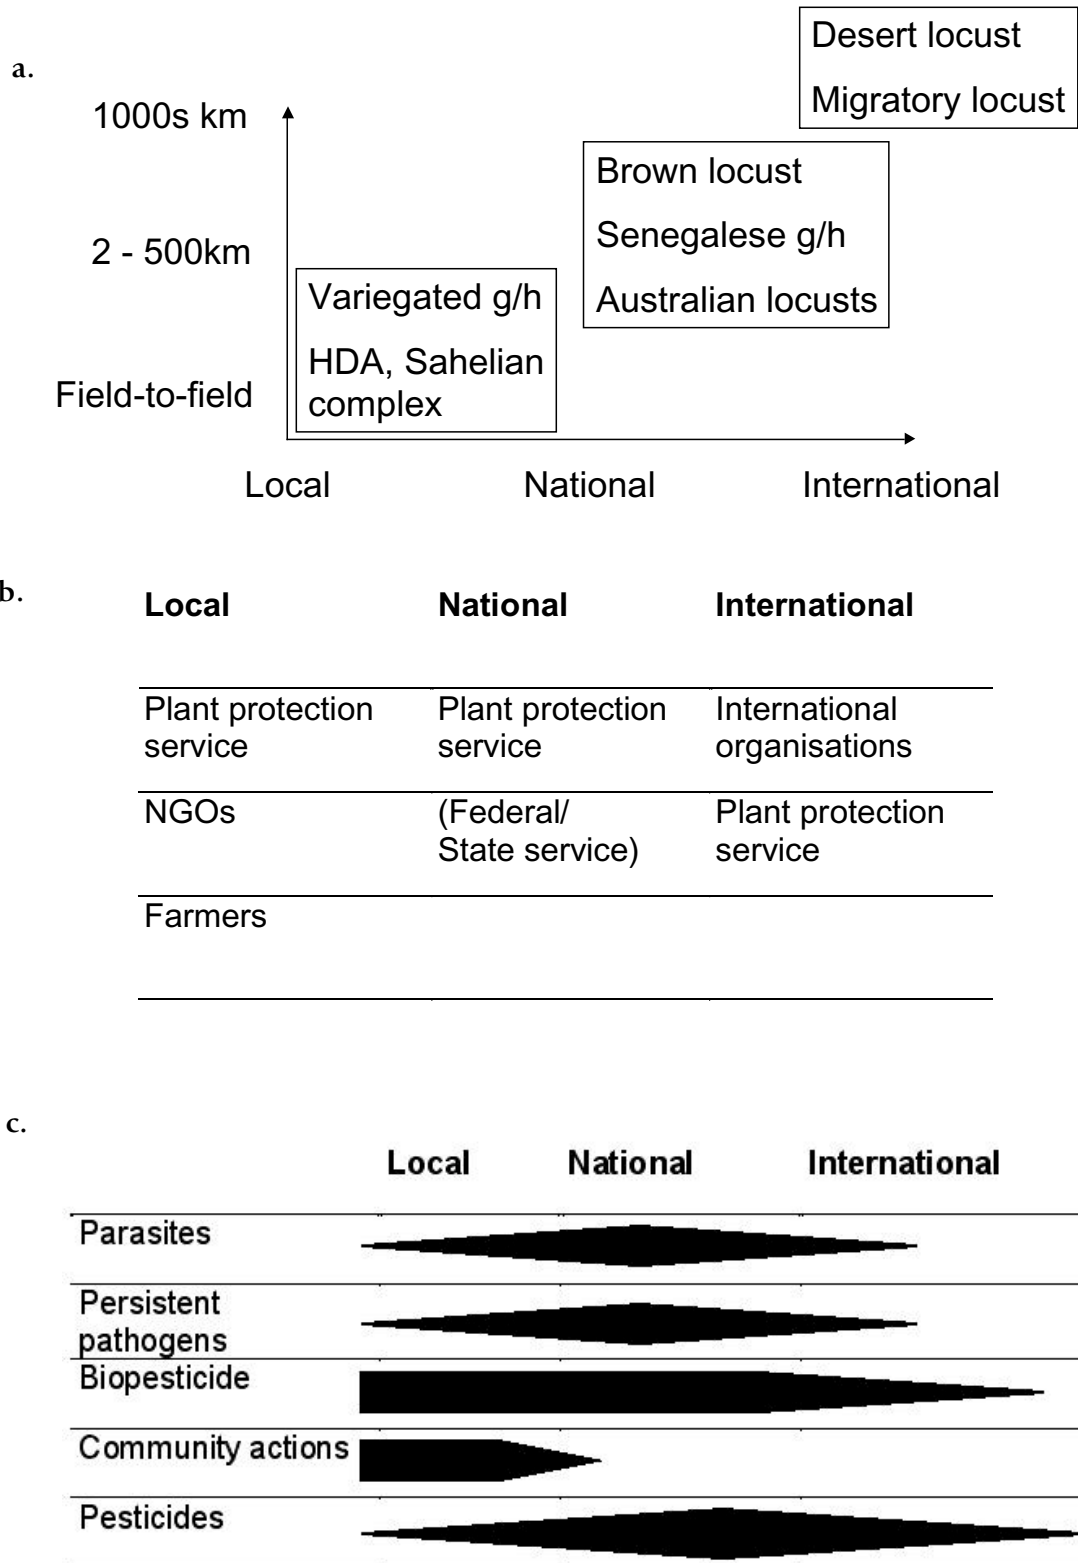 a.
Desert locust
Migratory locust
1000s km
Brown locust
Senegalese g/h
Australian locusts
2 - 500km
Variegated g/h
HDA, Sahelian
complex
Field-to-field
Local National International
b.
Local National International
Plant protection Plant protection International
service service organisations
NGOs (Federal/ Plant protection
State service) service
Farmers
c.
Local National International
Parasites
Persistent
pathogens
Biopesticide
Community actions
Pesticides